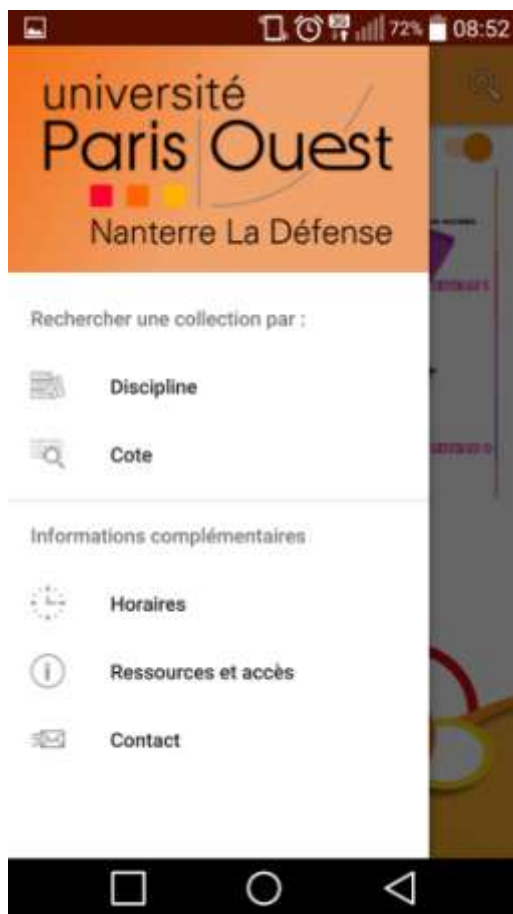 72% 08:52
université
Paris Ouest
Nanterre La Défense
Rechercher une collection par :
Discipline
Cote
Informations complémentaires
Horaires
Ressources et accès
Contact